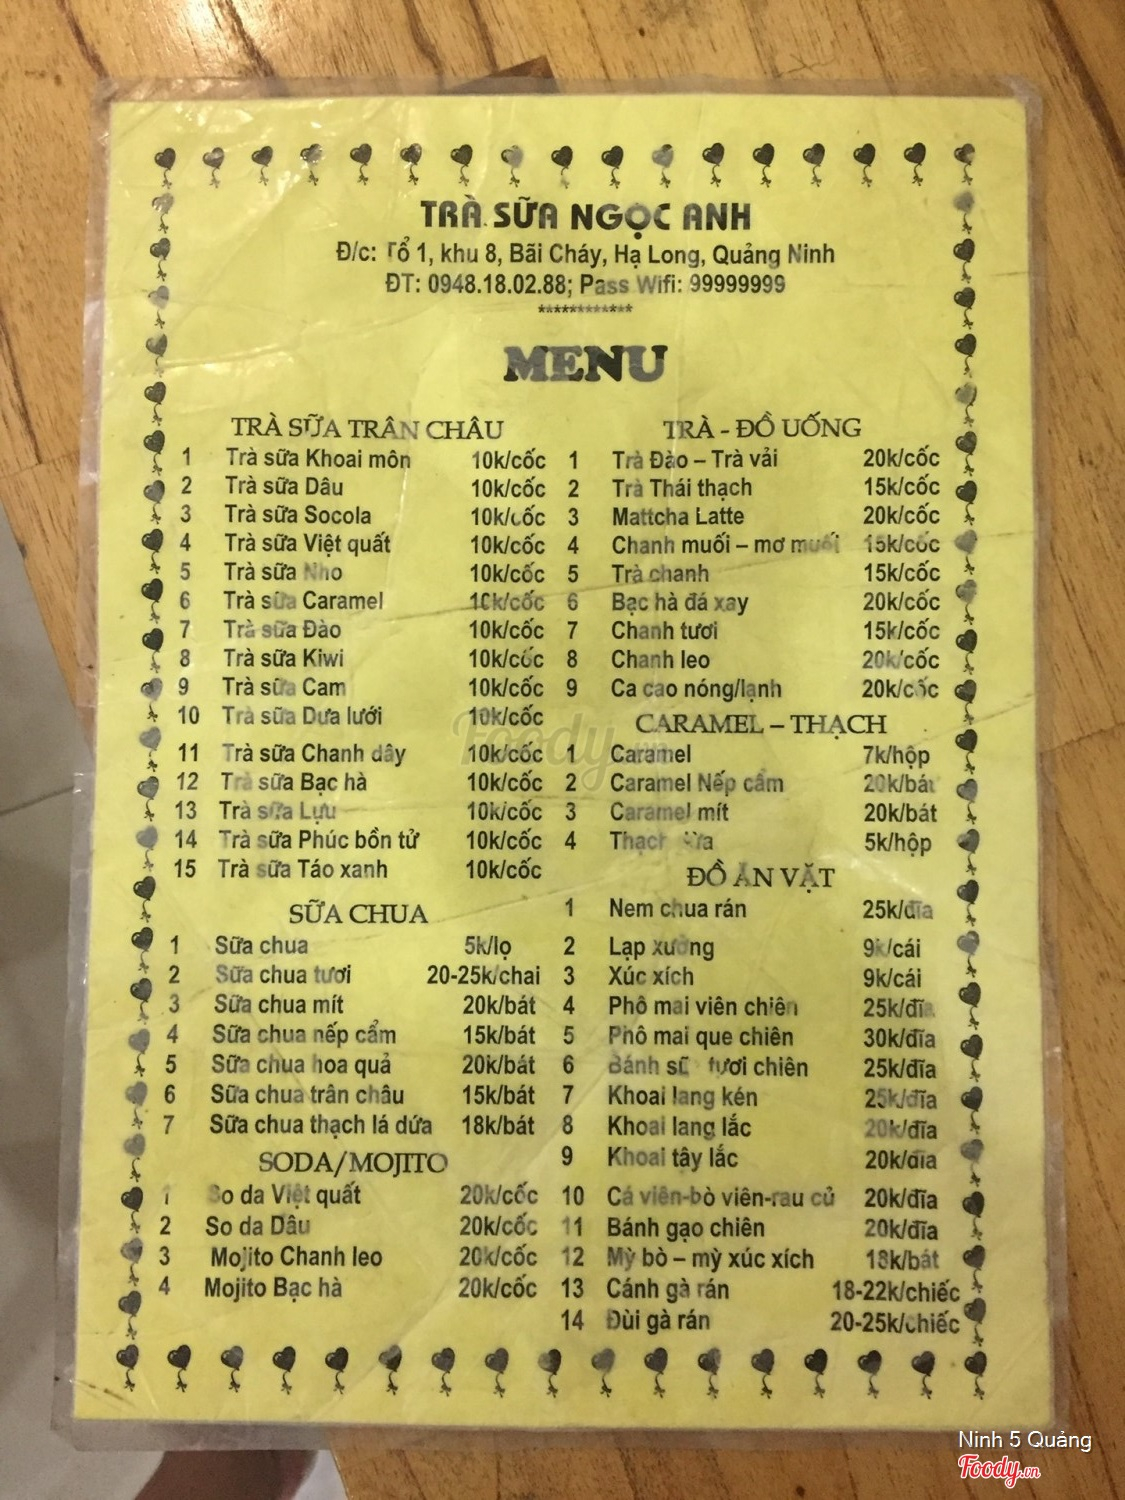 TRÀ SỮA NGỌC ANH
Đ/c: Tổ 1, khu 8, Bãi Cháy, Hạ Long, Quảng Ninh
ĐT: 0948.18.02.88; Pass Wifi: 99999999
************
MENU
TRÀ SỮA TRÂN CHÂU
1 Trà sữa Khoai môn 10k/cốc
2 Trà sữa Dâu 10k/cốc
3 Trà sữa Socola 10k/cốc
4 Trà sữa Việt quất 10k/cốc
5 Trà sữa Nho 10k/cốc
6 Trà sữa Caramel 10k/cốc
7 Trà sữa Đào 10k/cốc
8 Trà sữa Kiwi 10k/cốc
9 Trà sữa Cam 10k/cốc
10 Trà sữa Dưa lưới 10k/cốc
11 Trà sữa Chanh dây 10k/cốc
12 Trà sữa Bạc hà 10k/cốc
13 Trà sữa Lựu 10k/cốc
14 Trà sữa Phúc bồn tử 10k/cốc
15 Trà sữa Táo xanh 10k/cốc
SỮA CHUA
1 Sữa chua 5k/lọ
2 Sữa chua tươi 20-25k/chai
3 Sữa chua mít 20k/bát
4 Sữa chua nếp cẩm 15k/bát
5 Sữa chua hoa quả 20k/bát
6 Sữa chua trân châu 15k/bát
7 Sữa chua thạch lá dứa 18k/bát
SODA/MOJITO
1 So da Việt quất 20k/cốc
2 So da Dâu 20k/cốc
3 Mojito Chanh leo 20k/cốc
4 Mojito Bạc hà 20k/cốc
TRÀ - ĐỒ UỐNG
1 Trà Đào – Trà vải 20k/cốc
2 Trà Thái thạch 15k/cốc
3 Mattcha Latte 20k/cốc
4 Chanh muối – mơ muối 15k/cốc
5 Trà chanh 15k/cốc
6 Bạc hà đá xay 20k/cốc
7 Chanh tươi 15k/cốc
8 Chanh leo 20k/cốc
9 Ca cao nóng/lạnh 20k/cốc
CARAMEL – THẠCH
1 Caramel 7k/hộp
2 Caramel Nếp cẩm 20k/bát
3 Caramel mít 20k/bát
4 Thạch 5k/hộp
ĐỒ ĂN VẶT
1 Nem chua rán 25k/đĩa
2 Lạp xưởng 9k/cái
3 Xúc xích 9k/cái
4 Phô mai viên chiên 25k/đĩa
5 Phô mai que chiên 30k/đĩa
6 Bánh sữa tươi chiên 25k/đĩa
7 Khoai lang kén 25k/đĩa
8 Khoai lang lắc 20k/đĩa
9 Khoai tây lắc 20k/đĩa
10 Cá viên-bò viên-rau củ 20k/đĩa
11 Bánh gạo chiên 20k/đĩa
12 Mỳ bò – mỳ xúc xích 18k/bát
13 Cánh gà rán 18-22k/chiếc
14 Đùi gà rán 20-25k/chiếc
Foody
Ninh 5 Quảng
Foody.vn